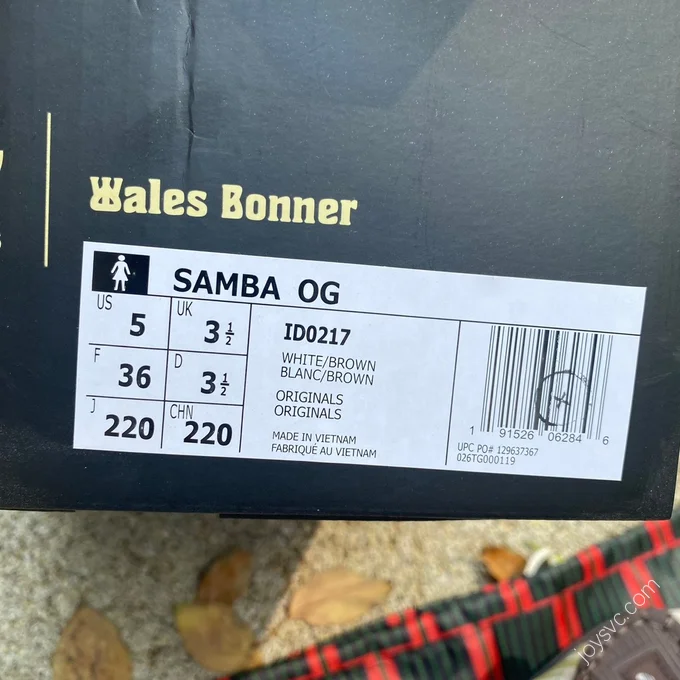 Wales Bonner
SAMBA OG
US 5 UK 3 1/2
F 36 D 3 1/2
J 220 CHN 220
ID0217
WHITE/BROWN
BLANC/BROWN
ORIGINALS
ORIGINALS
MADE IN VIETNAM
FABRIQUÉ AU VIETNAM
1 91526 06284 6
UPC PO# 129637367
026TG000119
joysvc.com